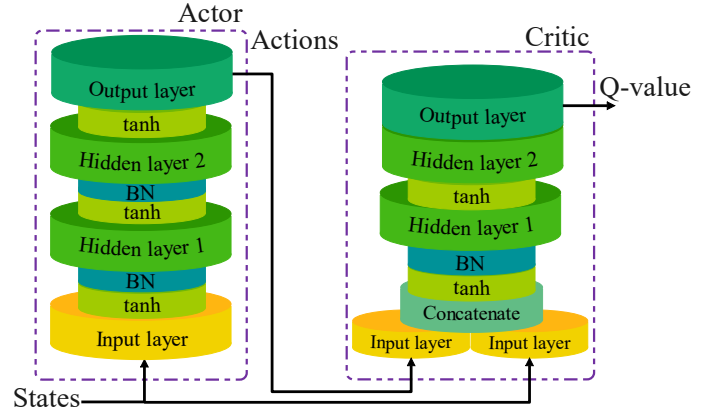 Actor
Actions
Output layer
tanh
Hidden layer 2
BN
tanh
Hidden layer 1
BN
tanh
Input layer
States
Critic
Q-value
Output layer
Hidden layer 2
tanh
Hidden layer 1
BN
tanh
Concatenate
Input layer
Input layer